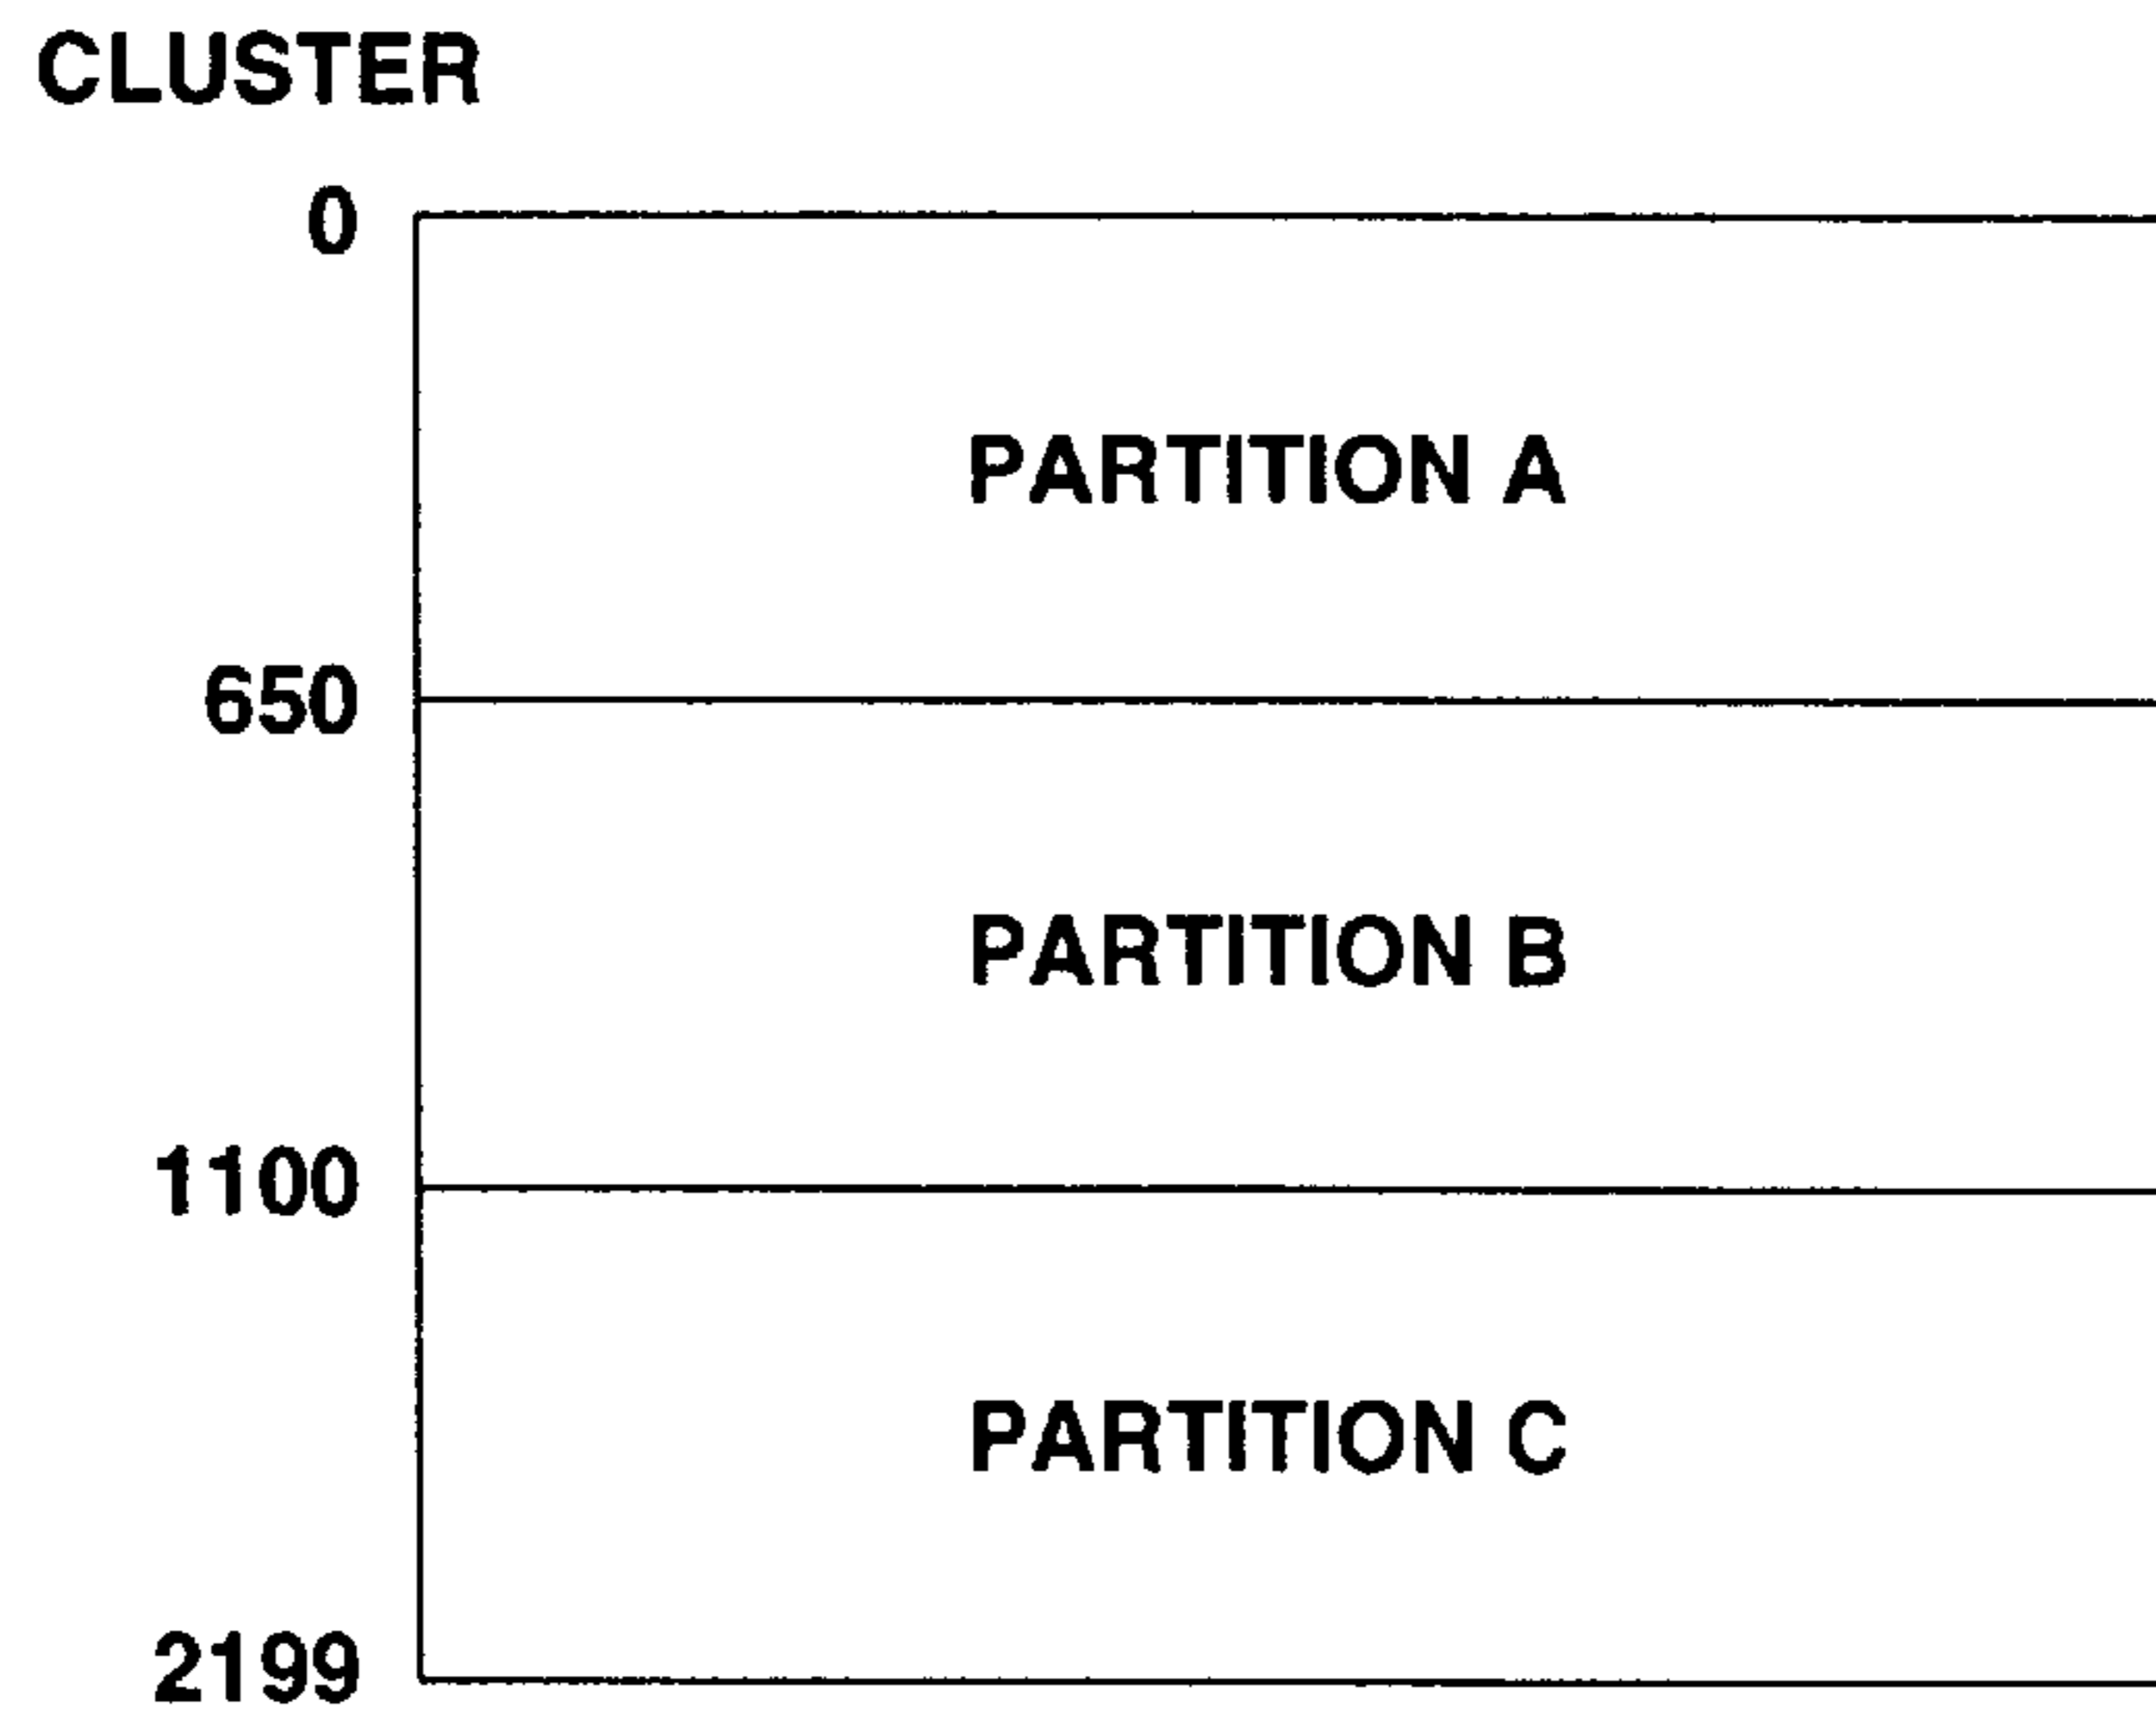 CLUSTER
0
PARTITION A
650
PARTITION B
1100
PARTITION C
2199